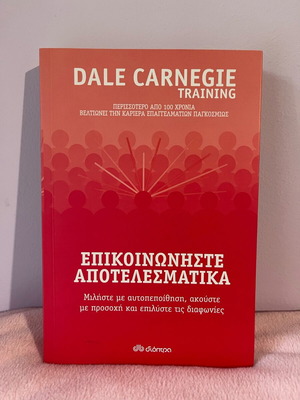 DALE CARNEGIE
TRAINING
ΠΕΡΙΣΣΟΤΕΡΟ ΑΠΟ 100 ΧΡΟΝΙΑ
ΒΕΛΤΙΩΝΕΙ ΤΗΝ ΚΑΡΙΕΡΑ ΕΠΑΓΓΕΛΜΑΤΙΩΝ ΠΑΓΚΟΣΜΙΩΣ
ΕΠΙΚΟΙΝΩΝΗΣΤΕ
ΑΠΟΤΕΛΕΣΜΑΤΙΚΑ
Μιλήστε με αυτοπεποίθηση, ακούστε
με προσοχή και επιλύστε τις διαφωνίες
διόπτρα